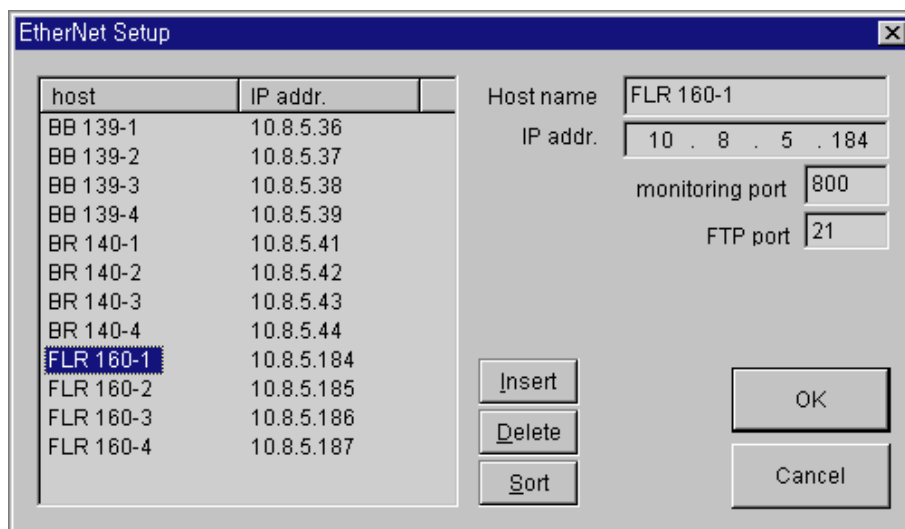 EtherNet Setup
host IP addr.
BB 139-1 10.8.5.36
BB 139-2 10.8.5.37
BB 139-3 10.8.5.38
BB 139-4 10.8.5.39
BR 140-1 10.8.5.41
BR 140-2 10.8.5.42
BR 140-3 10.8.5.43
BR 140-4 10.8.5.44
FLR 160-1 10.8.5.184
FLR 160-2 10.8.5.185
FLR 160-3 10.8.5.186
FLR 160-4 10.8.5.187
Host name FLR 160-1
IP addr. 10 . 8 . 5 . 184
monitoring port 800
FTP port 21
Insert
Delete
Sort
OK
Cancel